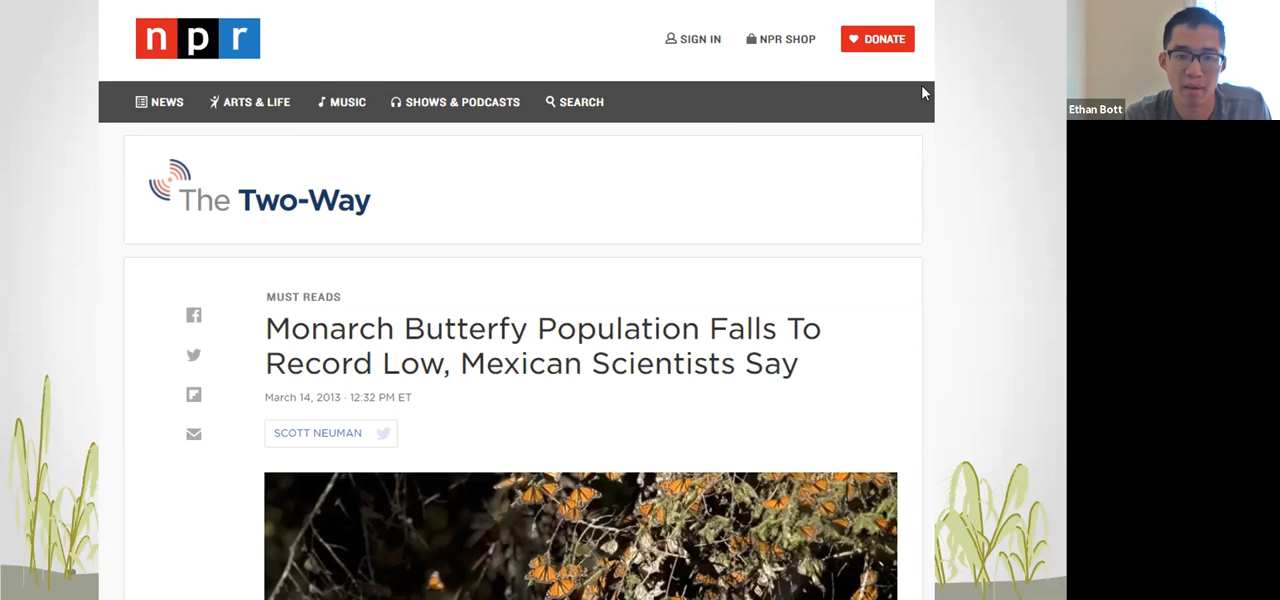 npr
SIGN IN
NPR SHOP
DONATE
NEWS
ARTS & LIFE
MUSIC
SHOWS & PODCASTS
SEARCH
Ethan Bott
The Two-Way
MUST READS
Monarch Butterfy Population Falls To
Record Low, Mexican Scientists Say
March 14, 2013 · 12:32 PM ET
SCOTT NEUMAN